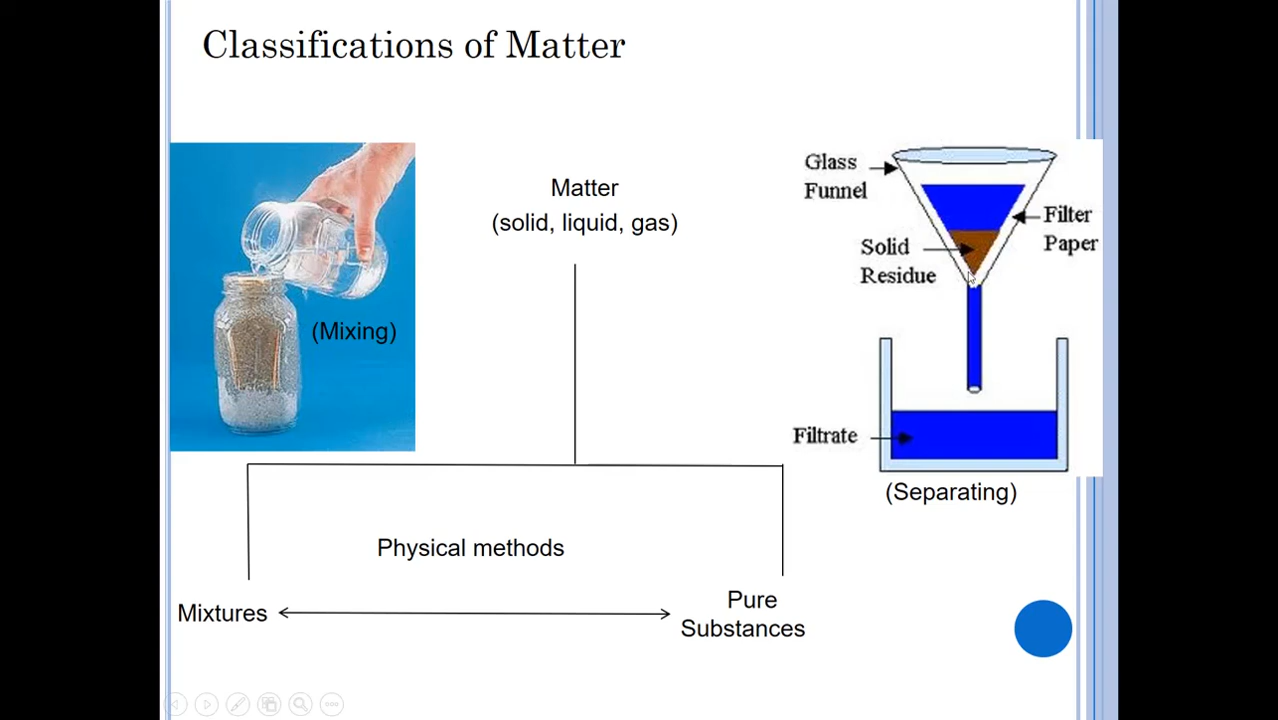 Classifications of Matter
(Mixing)
Matter
(solid, liquid, gas)
Glass
Funnel
Filter
Paper
Solid
Residue
Filtrate
(Separating)
Physical methods
Mixtures
Pure
Substances